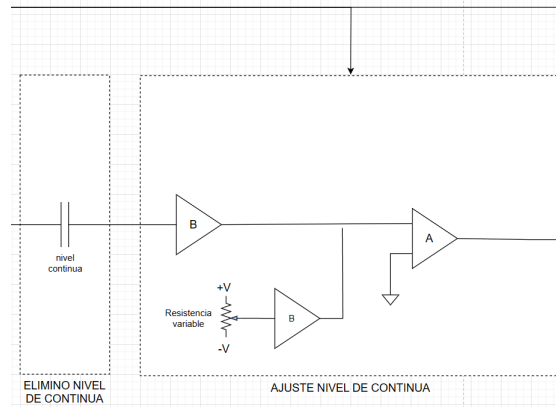 B
A
nivel
continua
+V
Resistencia
variable
B
-V
ELIMINO NIVEL
DE CONTINUA
AJUSTE NIVEL DE CONTINUA